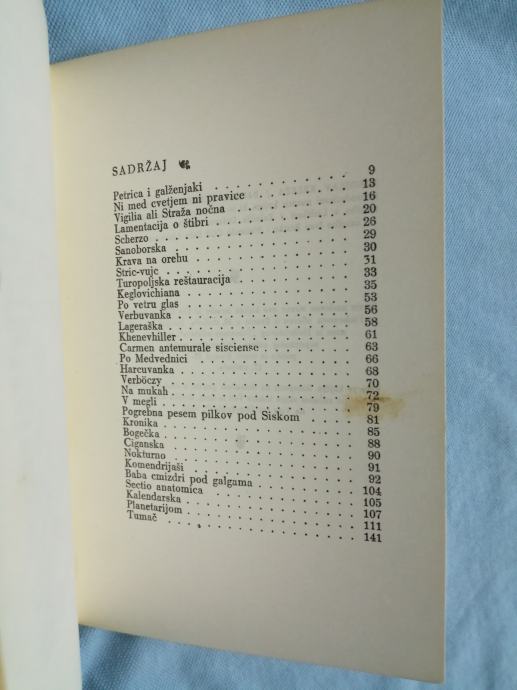 SADRŽAJ
Petrica i galženjaki . . . . . . . . . . . 9
Ni med cvetjem ni pravice . . . . . . . . . . 13
Vigilia ali Straža nočna . . . . . . . . . . 16
Lamentacija o štibri . . . . . . . . . . . 20
Scherzo . . . . . . . . . . . . . . 26
Sanoborska . . . . . . . . . . . . . 29
Krava na orehu . . . . . . . . . . . . 30
Stric-vujc . . . . . . . . . . . . . 31
Turopoljska reštauracija . . . . . . . . . . 33
Keglovichiana . . . . . . . . . . . . 35
Po vetru glas . . . . . . . . . . . . 53
Verbuvanka . . . . . . . . . . . . . 56
Lageraška . . . . . . . . . . . . . 58
Khenevhiller . . . . . . . . . . . . . 61
Carmen antemurale sisciense . . . . . . . . . 63
Po Medvednici . . . . . . . . . . . . 66
Harcuvanka . . . . . . . . . . . . . 68
Verböczy . . . . . . . . . . . . . 70
Na mukah . . . . . . . . . . . . . 72
V megli . . . . . . . . . . . . . . 79
Pogrebna pesem pilkov pod Siskom . . . . . . . 81
Kronika . . . . . . . . . . . . . . 85
Bogečka . . . . . . . . . . . . . . 88
Ciganska . . . . . . . . . . . . . . 90
Nokturno . . . . . . . . . . . . . . 91
Komendrijaši . . . . . . . . . . . . . 92
Baba cmizdri pod galgama . . . . . . . . . . 104
Sectio anatomica . . . . . . . . . . . . 105
Kalendarska . . . . . . . . . . . . . 107
Planetarijom . . . . . . . . . . . . . 111
Tumač . . . . . . . . . . . . . . 141